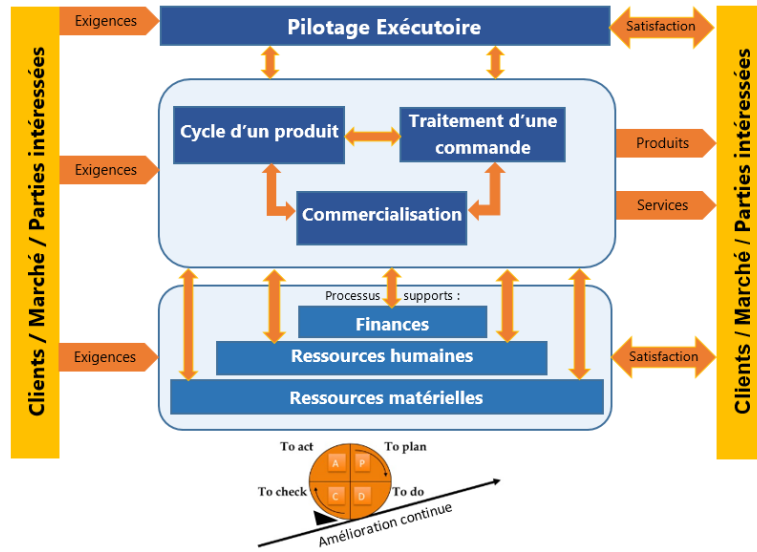 Clients / Marché / Parties intéressées
Exigences
Pilotage Exécutoire
Satisfaction
Clients / Marché / Parties intéressées
Cycle d'un produit
Traitement d'une
commande
Exigences
Produits
Commercialisation
Services
Processus supports :
Finances
Exigences
Ressources humaines
Satisfaction
Ressources matérielles
To act
To plan
A
P
To check
C
D
To do
Amélioration continue